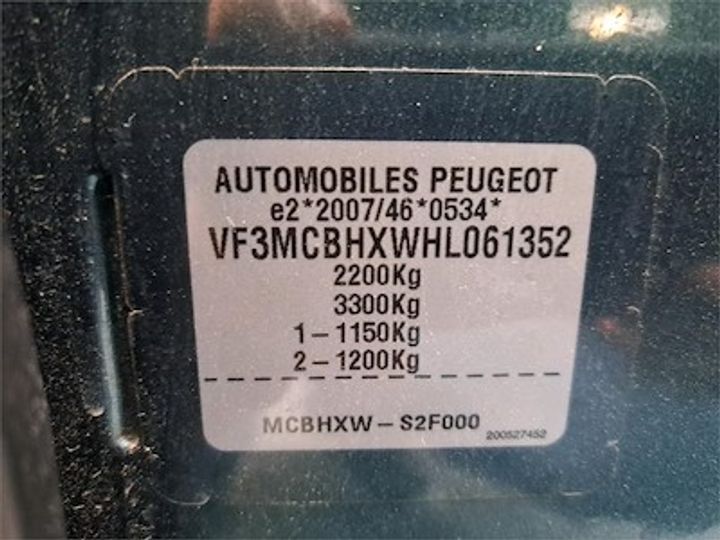 AUTOMOBILES PEUGEOT
e2*2007/46*0534*
VF3MCBHXWHL061352
2200Kg
3300Kg
1-1150Kg
2-1200Kg
MCBHXW-S2F000
200527452